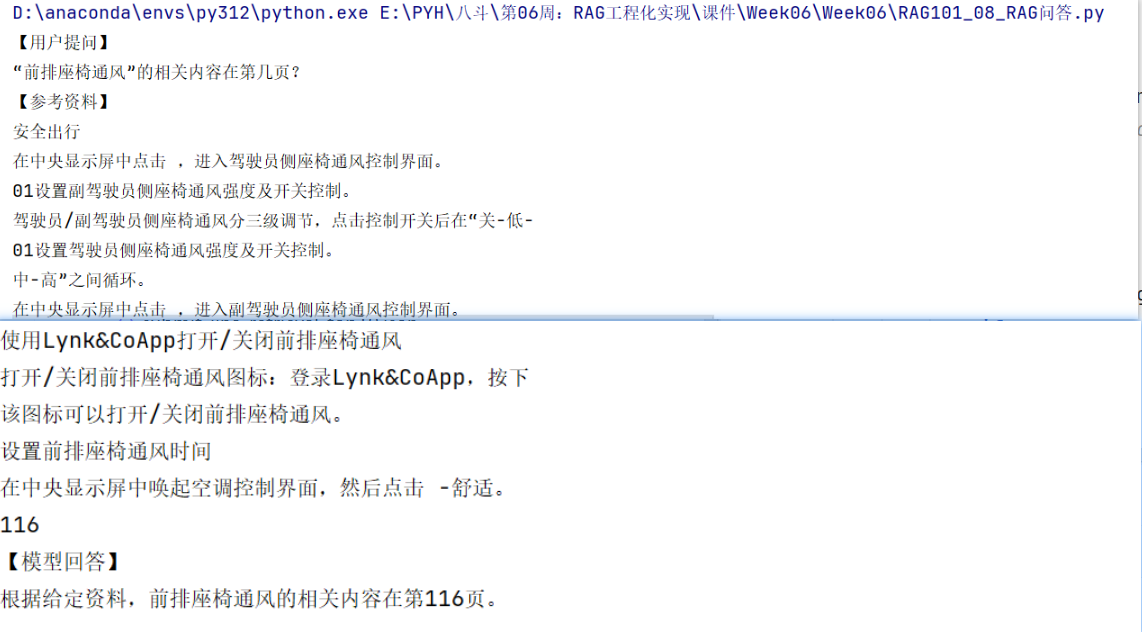 D:\anaconda\envs\py312\python.exe E:\PYH\八斗\第06周：RAG工程化实现\课件\Week06\Week06\RAG101_08_RAG问答.py
【用户提问】
“前排座椅通风”的相关内容在第几页？
【参考资料】
安全出行
在中央显示屏中点击 ，进入驾驶员侧座椅通风控制界面。
01设置副驾驶员侧座椅通风强度及开关控制。
驾驶员/副驾驶员侧座椅通风分三级调节，点击控制开关后在“关-低-
01设置驾驶员侧座椅通风强度及开关控制。
中-高”之间循环。
在中央显示屏中点击 ，进入副驾驶员侧座椅通风控制界面。
使用Lynk&CoApp打开/关闭前排座椅通风
打开/关闭前排座椅通风图标：登录Lynk&CoApp，按下
该图标可以打开/关闭前排座椅通风。
设置前排座椅通风时间
在中央显示屏中唤起空调控制界面，然后点击 -舒适。
116
【模型回答】
根据给定资料，前排座椅通风的相关内容在第116页。